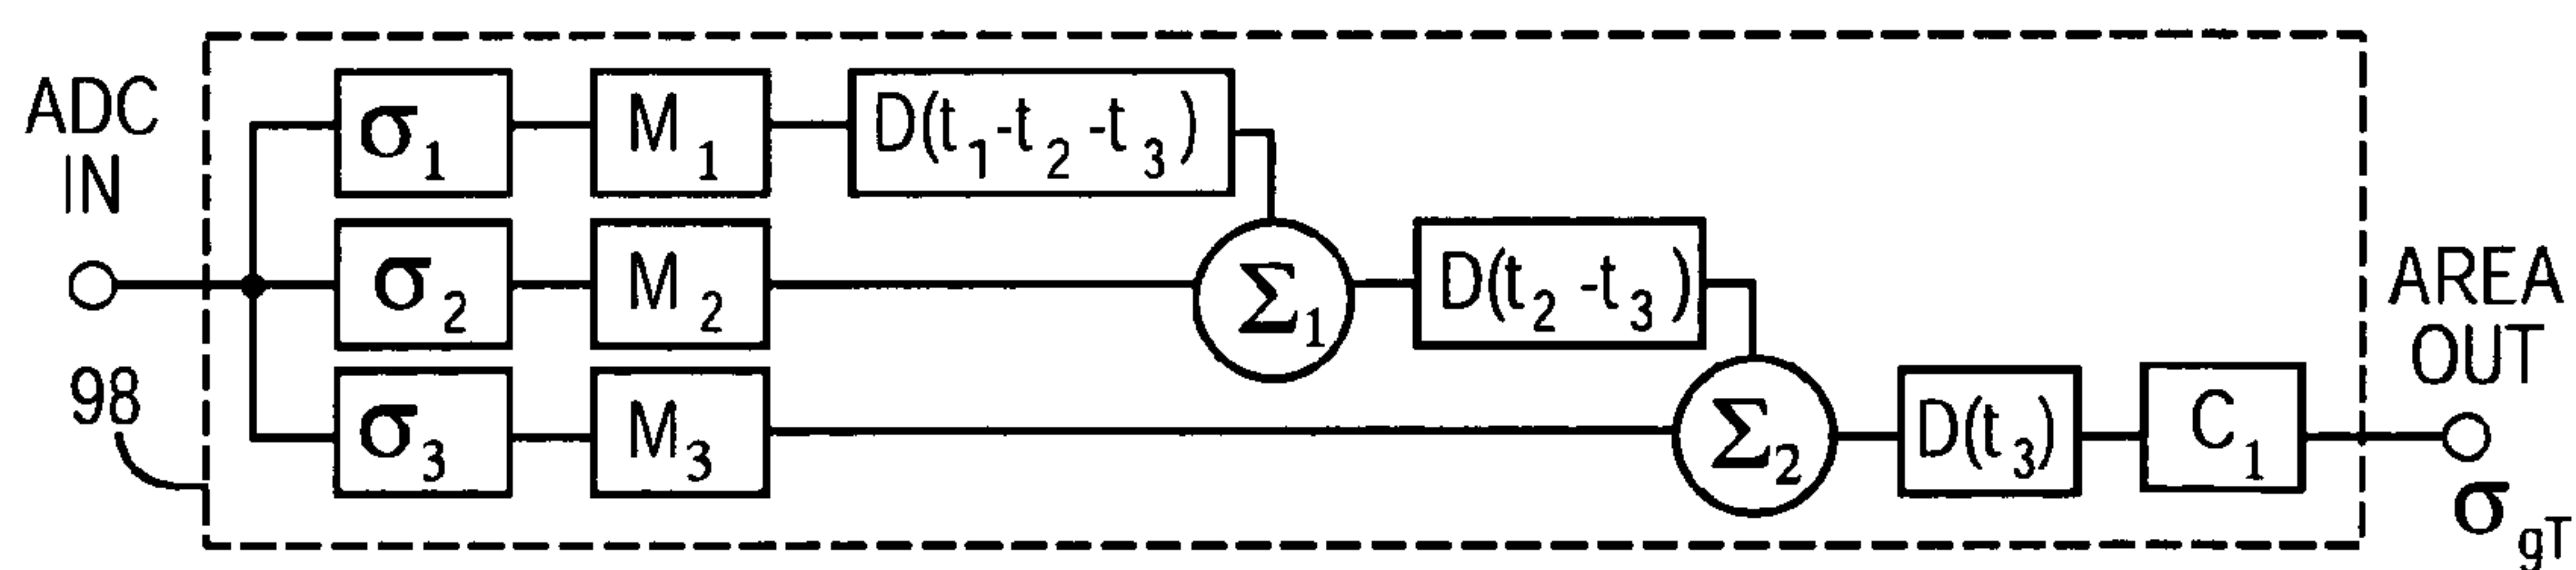 ADC
IN
98
σ1
M1
D(t1-t2-t3)
σ2
M2
Σ1
D(t2-t3)
σ3
M3
Σ2
D(t3)
C1
AREA
OUT
σgT